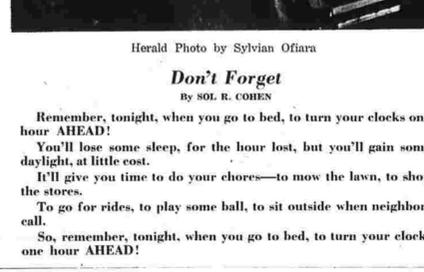 Herald Photo by Sylvian Ofiara
Don't Forget
By SOL R. COHEN
Remember, tonight, when you go to bed, to turn your clocks on
hour AHEAD!
You'll lose some sleep, for the hour lost, but you'll gain som
daylight, at little cost.
It'll give you time to do your chores—to mow the lawn, to sho
the stores.
To go for rides, to play some ball, to sit outside when neighbor
call.
So, remember, tonight, when you go to bed, to turn your clock
one hour AHEAD!